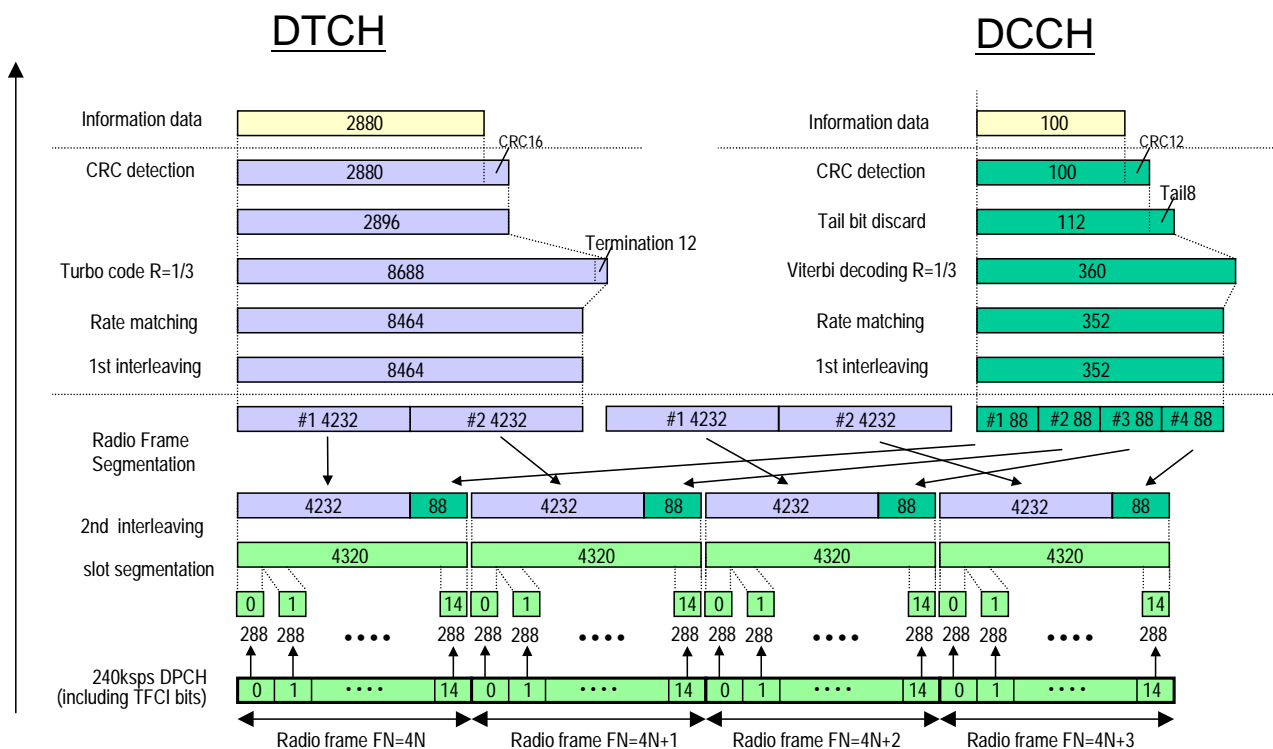 DTCH DCCH
Information data 2880 Information data 100
CRC16 CRC12
CRC detection 2880 CRC detection 100
Tail8
2896 Tail bit discard 112
Termination 12
Turbo code R=1/3 8688 Viterbi decoding R=1/3 360
Rate matching 8464 Rate matching 352
1st interleaving 8464 1st interleaving 352
#1 4232 #2 4232 #1 4232 #2 4232 #1 88 #2 88 #3 88 #4 88
Radio Frame
Segmentation
4232 88 4232 88 4232 88 4232 88
2nd interleaving
4320 4320 4320 4320
slot segmentation
0 1 14 0 1 14 0 1 14 0 1 14
288 288 •••• 288 288 288 •••• 288 288 288 •••• 288 288 288 •••• 288
240ksps DPCH
(including TFCI bits)
0 1 •••• 14 0 1 •••• 14 0 1 •••• 14 0 1 •••• 14
Radio frame FN=4N Radio frame FN=4N+1 Radio frame FN=4N+2 Radio frame FN=4N+3